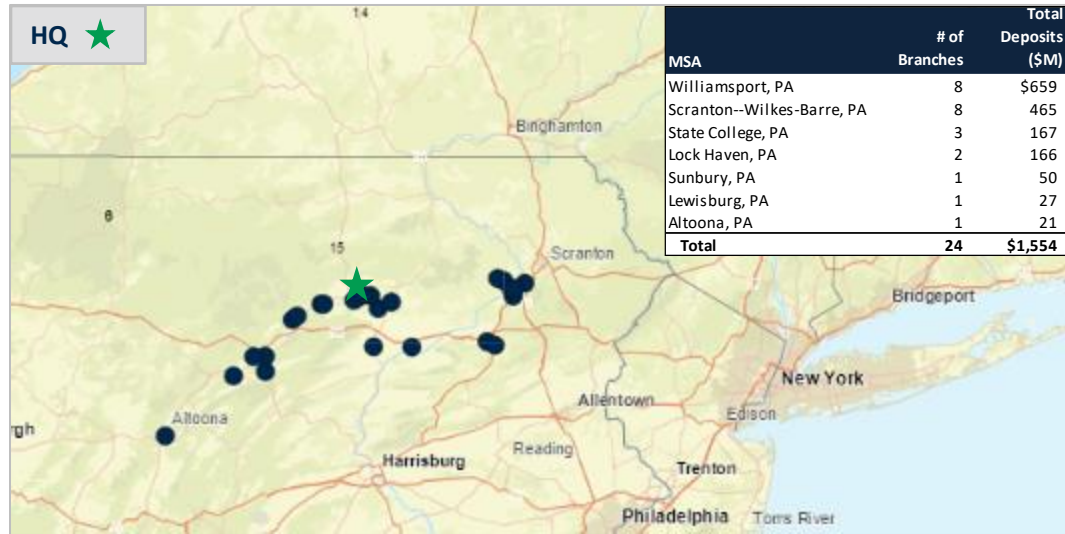 HQ
14
Binghamton
6
15
Scranton
Bridgeport
New York
Allentown
Edison
Altoona
gh
Reading
Harrisburg
Trenton
Philadelphia
Toms River
MSA # of Branches Total Deposits ($M)
Williamsport, PA 8 $659
Scranton--Wilkes-Barre, PA 8 465
State College, PA 3 167
Lock Haven, PA 2 166
Sunbury, PA 1 50
Lewisburg, PA 1 27
Altoona, PA 1 21
Total 24 $1,554